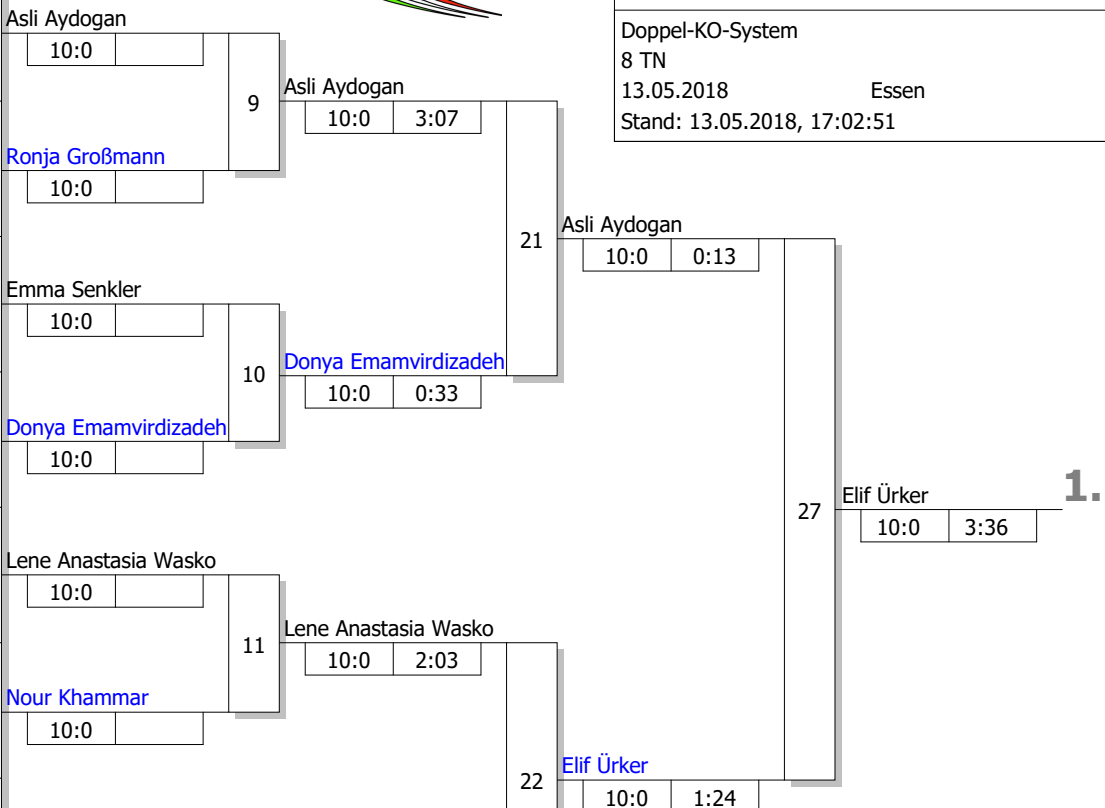 Asli Aydogan
10:0
Doppel-KO-System
8 TN
13.05.2018 Essen
Stand: 13.05.2018, 17:02:51
9
Asli Aydogan
10:0 3:07
Ronja Großmann
10:0
21
Asli Aydogan
10:0 0:13
Emma Senkler
10:0
10
Donya Emamvirdizadeh
10:0 0:33
Donya Emamvirdizadeh
10:0
27
Elif Ürker
10:0 3:36
1.
Lene Anastasia Wasko
10:0
11
Lene Anastasia Wasko
10:0 2:03
Nour Khammar
10:0
22
Elif Ürker
10:0 1:24